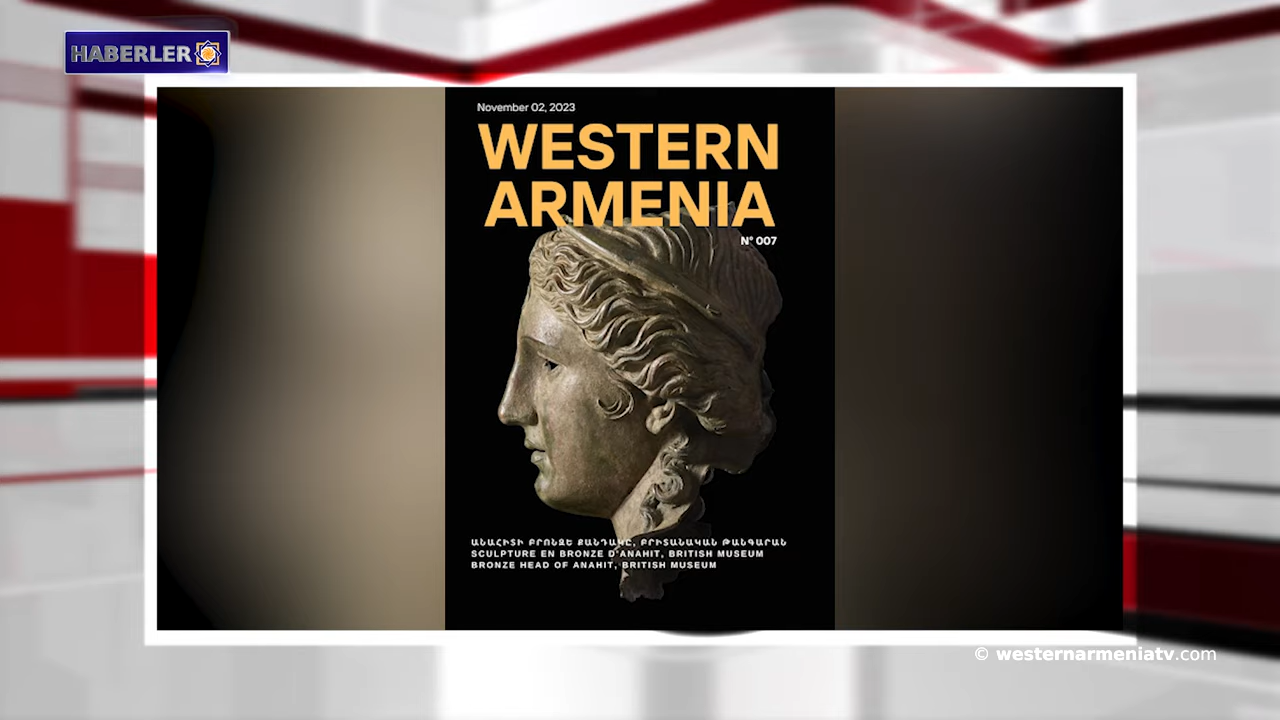 HABERLER
November 02, 2023
WESTERN
ARMENIA
N° 007
ԱՆԱՀԻՏԻ ԲՐՈՆԶԵ ՔԱՆԴԱԿԸ, ԲՐԻՏԱՆԱԿԱՆ ԹԱՆԳԱՐԱՆ
SCULPTURE EN BRONZE D'ANAHIT, BRITISH MUSEUM
BRONZE HEAD OF ANAHIT, BRITISH MUSEUM
© westernarmeniatv.com